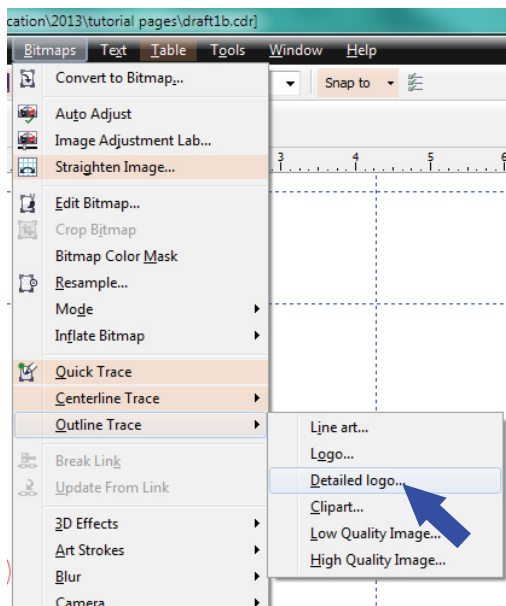 cation\2013\tutorial pages\draft1b.cdr]
Bitmaps Text Table Tools Window Help
Convert to Bitmap...
Snap to
Auto Adjust
Image Adjustment Lab...
Straighten Image...
3 4 5 6
Edit Bitmap...
Crop Bitmap
Bitmap Color Mask
Resample...
Mode
Inflate Bitmap
Quick Trace
Centerline Trace
Outline Trace
Line art...
Logo...
Detailed logo...
Clipart...
Low Quality Image...
High Quality Image...
Break Link
Update From Link
3D Effects
Art Strokes
Blur
Camera